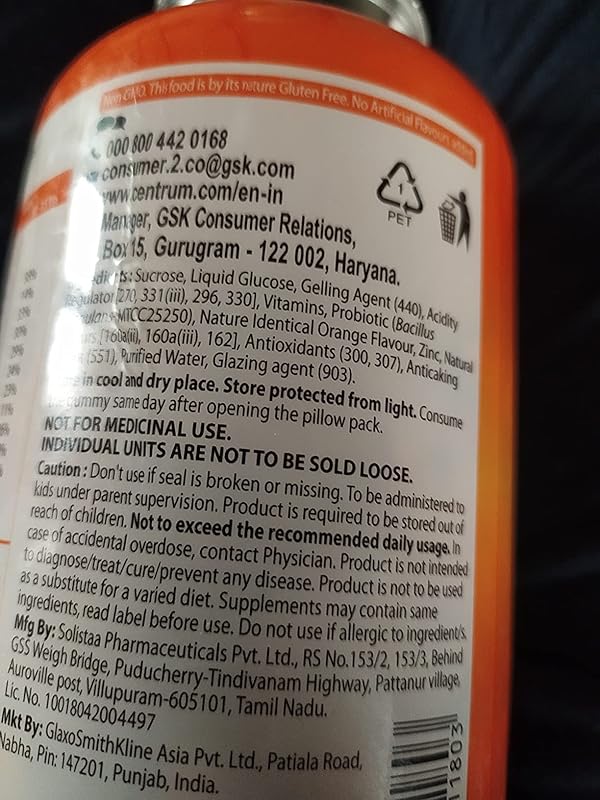 Non GMO. This food is by its nature Gluten Free. No Artificial Flavours added
000 800 442 0168
consumer.2.co@gsk.com
www.centrum.com/en-in
Manager, GSK Consumer Relations,
Box 15, Gurugram - 122 002, Haryana.
1
PET
Sucrose, Liquid Glucose, Gelling Agent (440), Acidity
Regulator [270, 331(iii), 296, 330], Vitamins, Probiotic (Bacillus
MTCC25250), Nature Identical Orange Flavour, Zinc, Natural
[160a(ii), 160a(iii), 162], Antioxidants (300, 307), Anticaking
(551), Purified Water, Glazing agent (903).
in cool and dry place. Store protected from light. Consume
the gummy same day after opening the pillow pack.
NOT FOR MEDICINAL USE.
INDIVIDUAL UNITS ARE NOT TO BE SOLD LOOSE.
Caution : Don't use if seal is broken or missing. To be administered to
kids under parent supervision. Product is required to be stored out of
reach of children. Not to exceed the recommended daily usage. In
case of accidental overdose, contact Physician. Product is not intended
to diagnose/treat/cure/prevent any disease. Product is not to be used
as a substitute for a varied diet. Supplements may contain same
ingredients, read label before use. Do not use if allergic to ingredient/s.
Mfg By: Solistaa Pharmaceuticals Pvt. Ltd., RS No.153/2, 153/3, Behind
GSS Weigh Bridge, Puducherry-Tindivanam Highway, Pattanur village,
Auroville post, Villupuram-605101, Tamil Nadu.
Lic. No. 10018042004497
Mkt By: GlaxoSmithKline Asia Pvt. Ltd., Patiala Road,
Nabha, Pin: 147201, Punjab, India.
11803